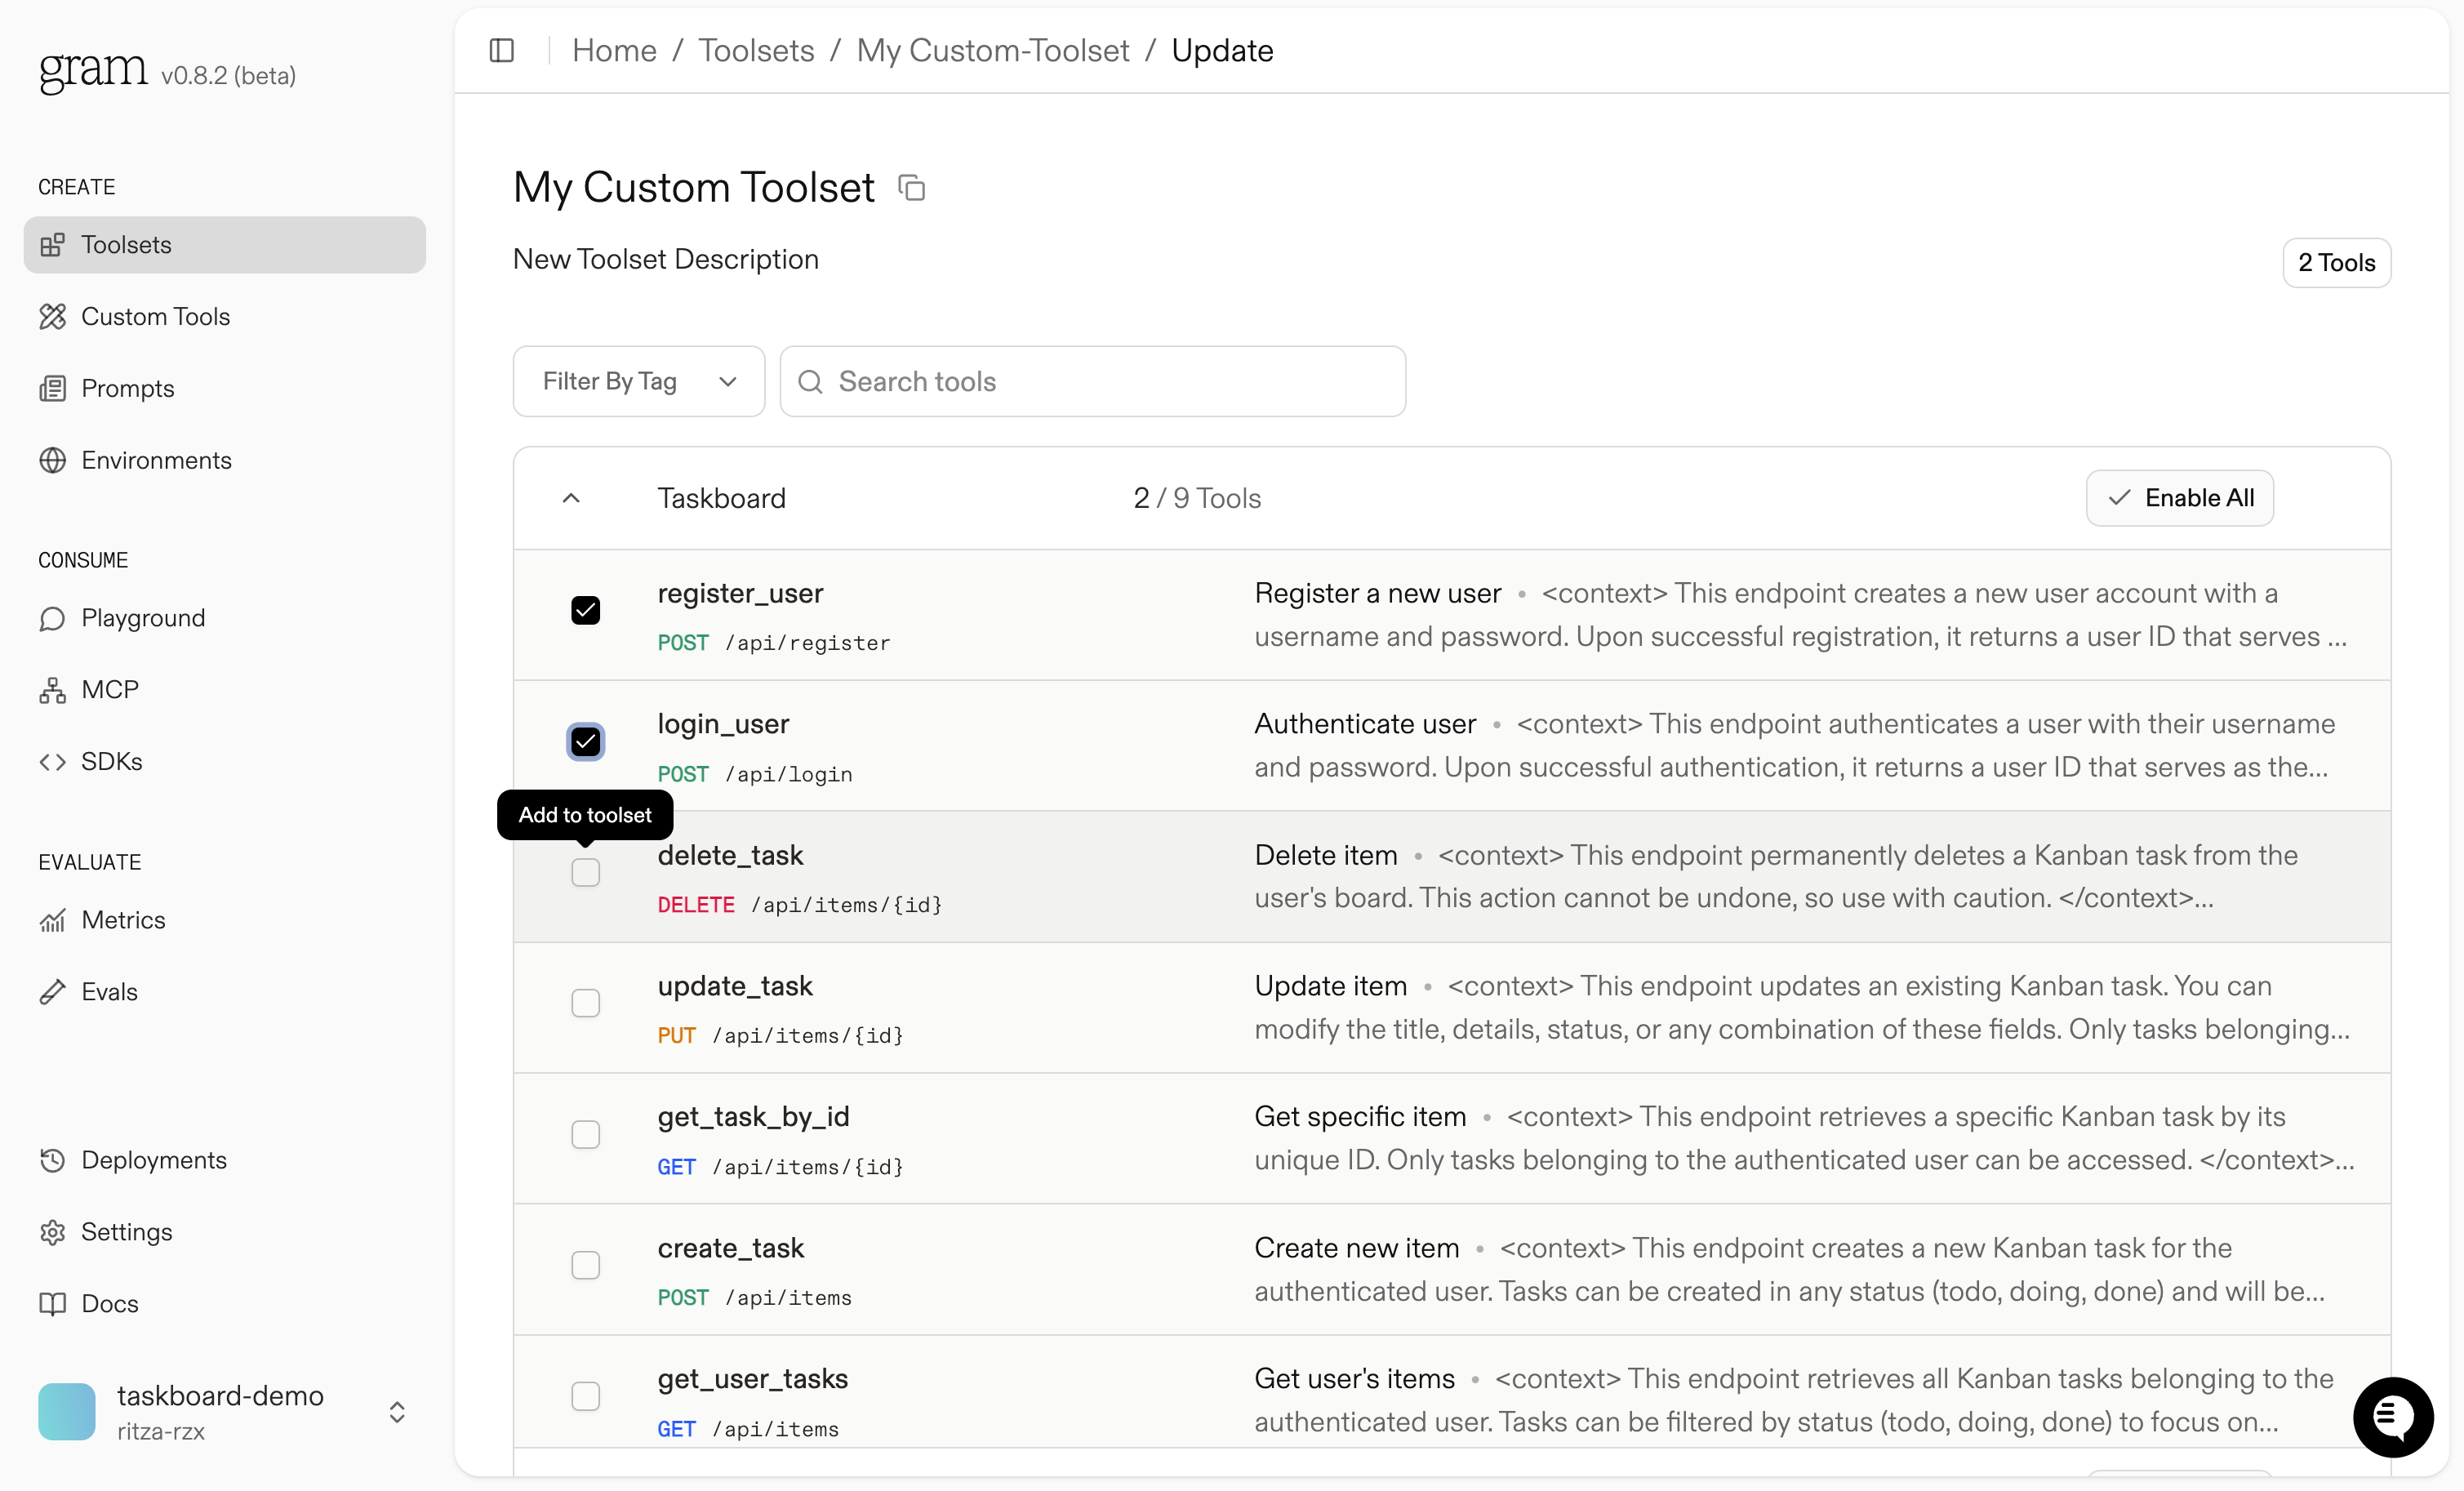 gram v0.8.2 (beta)
CREATE
Toolsets
Custom Tools
Prompts
Environments
CONSUME
Playground
MCP
SDKs
EVALUATE
Metrics
Evals
Deployments
Settings
Docs
taskboard-demo
ritza-rzx
Home / Toolsets / My Custom-Toolset / Update
My Custom Toolset
New Toolset Description
2 Tools
Filter By Tag
Search tools
Taskboard
2 / 9 Tools
Enable All
register_user
POST /api/register
Register a new user • <context> This endpoint creates a new user account with a
username and password. Upon successful registration, it returns a user ID that serves ...
login_user
POST /api/login
Authenticate user • <context> This endpoint authenticates a user with their username
and password. Upon successful authentication, it returns a user ID that serves as the...
Add to toolset
delete_task
DELETE /api/items/{id}
Delete item • <context> This endpoint permanently deletes a Kanban task from the
user's board. This action cannot be undone, so use with caution. </context>...
update_task
PUT /api/items/{id}
Update item • <context> This endpoint updates an existing Kanban task. You can
modify the title, details, status, or any combination of these fields. Only tasks belonging...
get_task_by_id
GET /api/items/{id}
Get specific item • <context> This endpoint retrieves a specific Kanban task by its
unique ID. Only tasks belonging to the authenticated user can be accessed. </context>...
create_task
POST /api/items
Create new item • <context> This endpoint creates a new Kanban task for the
authenticated user. Tasks can be created in any status (todo, doing, done) and will be...
get_user_tasks
GET /api/items
Get user's items • <context> This endpoint retrieves all Kanban tasks belonging to the
authenticated user. Tasks can be filtered by status (todo, doing, done) to focus on...